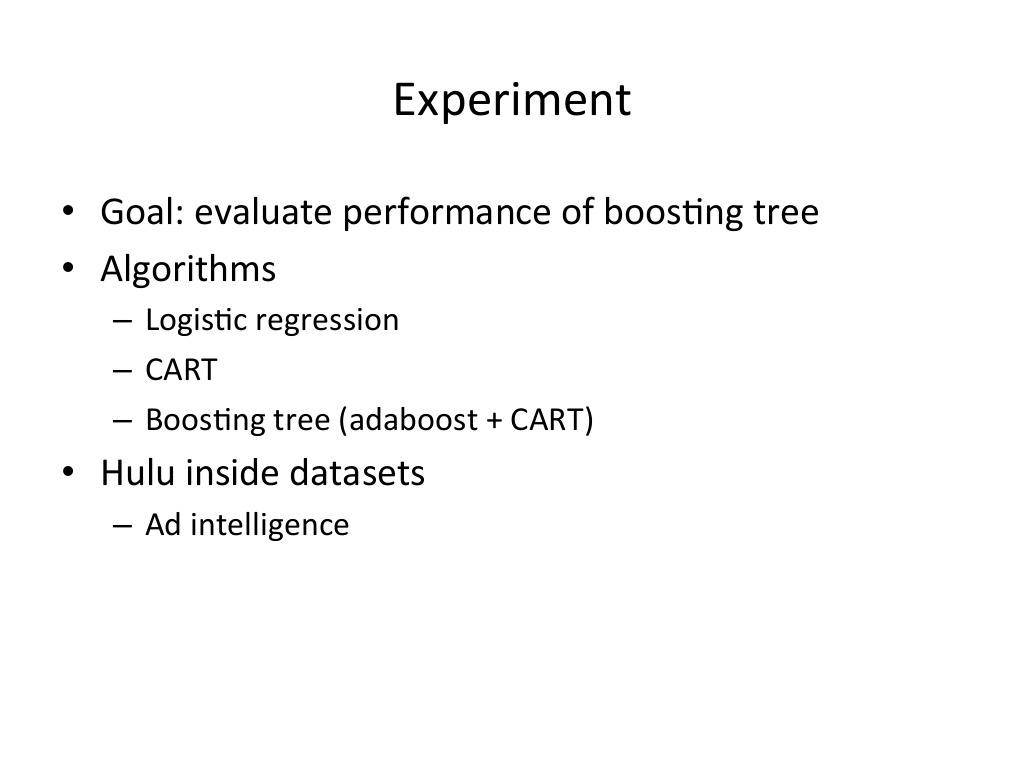 Experiment
• Goal: evaluate performance of boosting tree
• Algorithms
– Logistic regression
– CART
– Boosting tree (adaboost + CART)
• Hulu inside datasets
– Ad intelligence